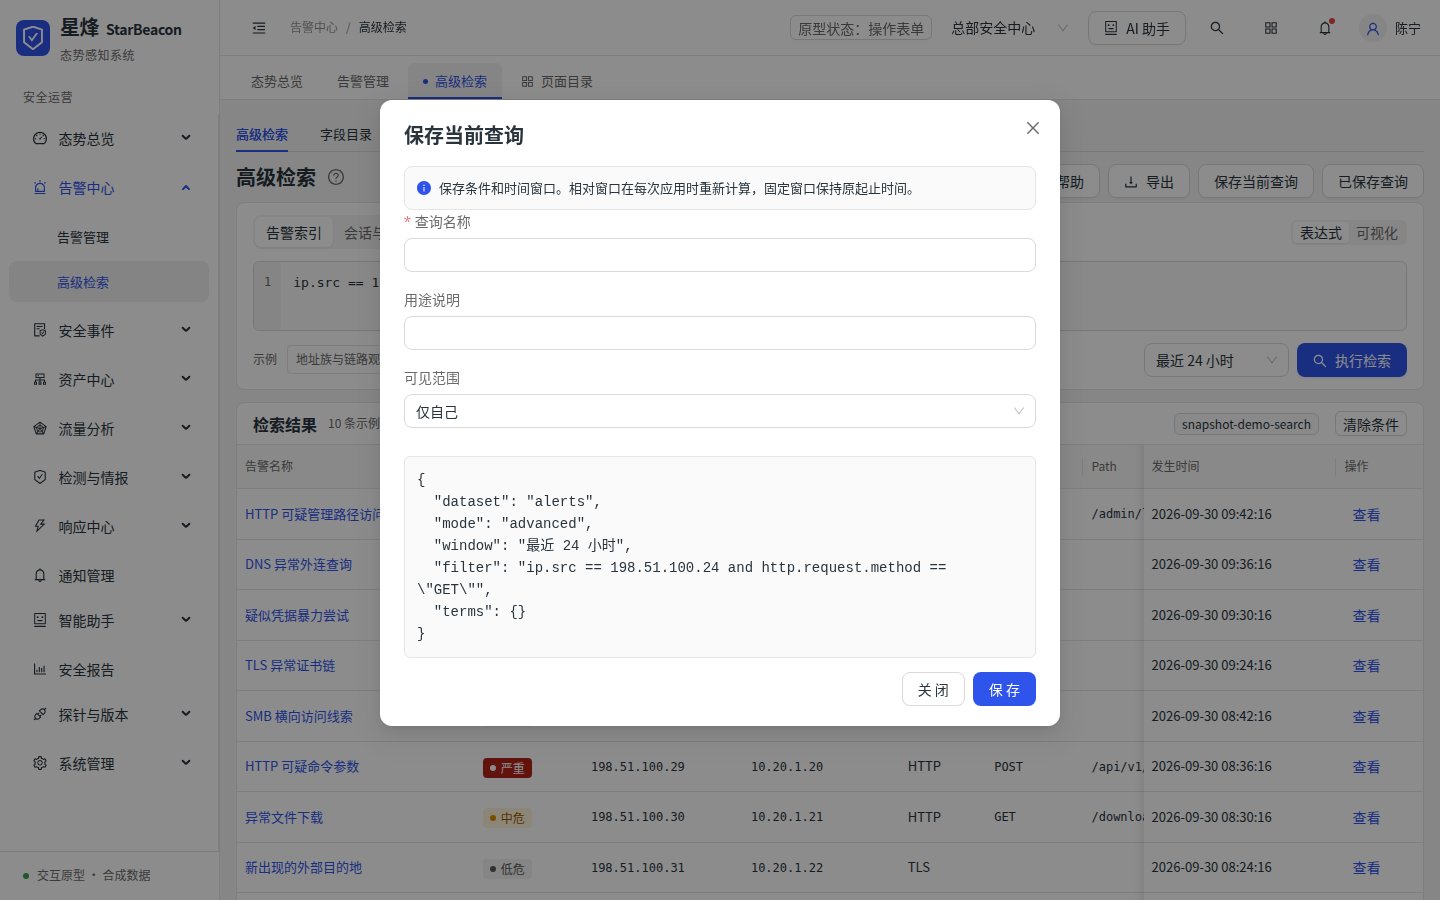 星烽 StarBeacon
态势感知系统
安全运营
态势总览
告警中心
告警管理
高级检索
安全事件
资产中心
流量分析
检测与情报
响应中心
通知管理
智能助手
安全报告
探针与版本
系统管理
交互原型 · 合成数据
告警中心 / 高级检索
原型状态：操作表单
总部安全中心
AI 助手
陈宁
态势总览
告警管理
高级检索
页面目录
高级检索
字段目录
高级检索
帮助
导出
保存当前查询
已保存查询
告警索引
会话与
表达式
可视化
1
ip.src == 1
示例
地址族与链路观
最近 24 小时
执行检索
检索结果
10 条示例
snapshot-demo-search
清除条件
告警名称
Path
发生时间
操作
HTTP 可疑管理路径访问
/admin/
2026-09-30 09:42:16
查看
DNS 异常外连查询
2026-09-30 09:36:16
查看
疑似凭据暴力尝试
2026-09-30 09:30:16
查看
TLS 异常证书链
2026-09-30 09:24:16
查看
SMB 横向访问线索
2026-09-30 08:42:16
查看
HTTP 可疑命令参数
严重
198.51.100.29
10.20.1.20
HTTP
POST
/api/v1/
2026-09-30 08:36:16
查看
异常文件下载
中危
198.51.100.30
10.20.1.21
HTTP
GET
/downlo
2026-09-30 08:30:16
查看
新出现的外部目的地
低危
198.51.100.31
10.20.1.22
TLS
2026-09-30 08:24:16
查看
保存当前查询
保存条件和时间窗口。相对窗口在每次应用时重新计算，固定窗口保持原起止时间。
* 查询名称
用途说明
可见范围
仅自己
{
"dataset": "alerts",
"mode": "advanced",
"window": "最近 24 小时",
"filter": "ip.src == 198.51.100.24 and http.request.method ==
\"GET\"",
"terms": {}
}
关 闭
保 存